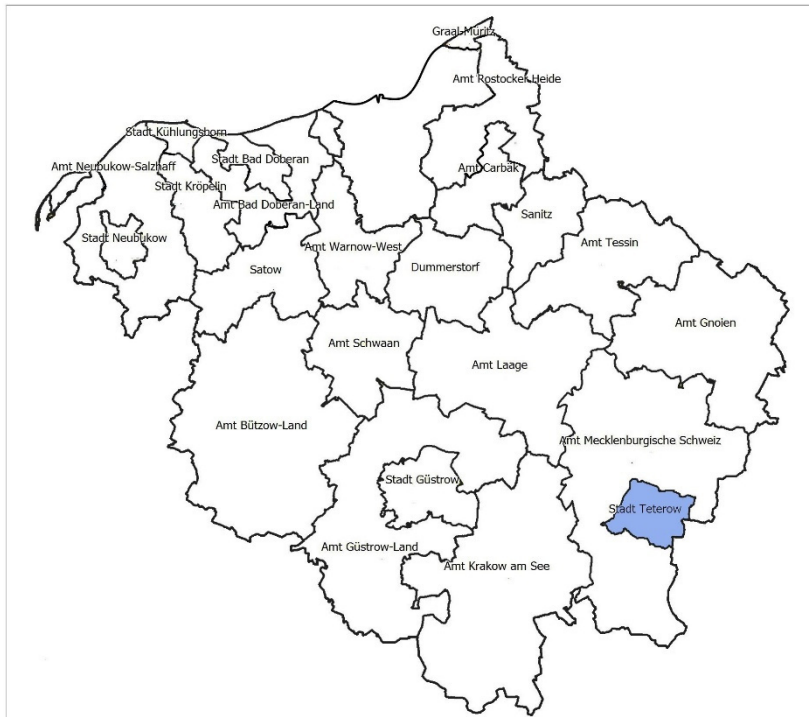 Graal-Müritz
Amt Rostocker Heide
Stadt Kühlungsborn
Stadt Bad Doberan
Amt Neubukow-Salzhaff
Amt Carbäk
Stadt Kröpelin
Amt Bad Doberan-Land
Sanitz
Stadt Neubukow
Amt Warnow-West
Amt Tessin
Satow
Dummerstorf
Amt Gnoien
Amt Schwaan
Amt Laage
Amt Bützow-Land
Amt Mecklenburgische Schweiz
Stadt Güstrow
Stadt Teterow
Amt Güstrow-Land
Amt Krakow am See